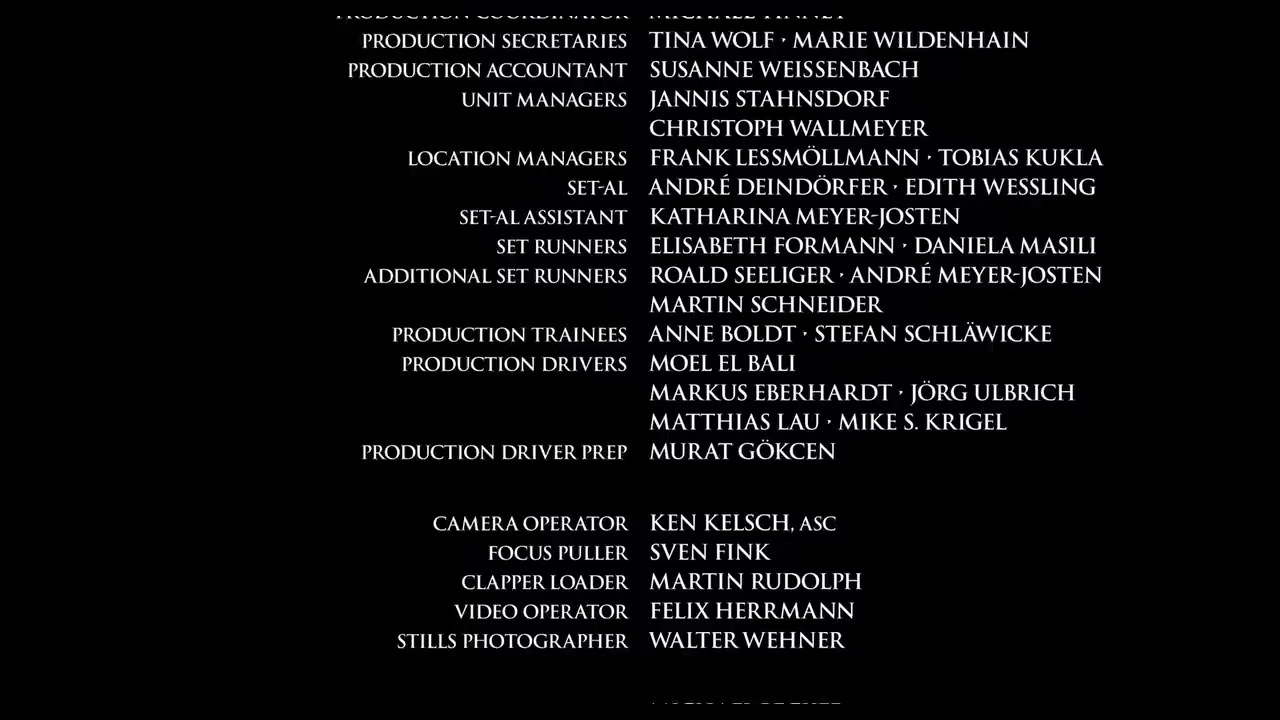 PRODUCTION COORDINATOR MICHAEL
PRODUCTION SECRETARIES TINA WOLF · MARIE WILDENHAIN
PRODUCTION ACCOUNTANT SUSANNE WEISSENBACH
UNIT MANAGERS JANNIS STAHNSDORF
CHRISTOPH WALLMEYER
LOCATION MANAGERS FRANK LESSMÖLLMANN · TOBIAS KUKLA
SET-AL ANDRÉ DEINDÖRFER · EDITH WESSLING
SET-AL ASSISTANT KATHARINA MEYER-JOSTEN
SET RUNNERS ELISABETH FORMANN · DANIELA MASILI
ADDITIONAL SET RUNNERS ROALD SEELIGER · ANDRÉ MEYER-JOSTEN
MARTIN SCHNEIDER
PRODUCTION TRAINEES ANNE BOLDT · STEFAN SCHLÄWICKE
PRODUCTION DRIVERS MOEL EL BALI
MARKUS EBERHARDT · JÖRG ULBRICH
MATTHIAS LAU · MIKE S. KRIGEL
PRODUCTION DRIVER PREP MURAT GÖKCEN
CAMERA OPERATOR KEN KELSCH, ASC
FOCUS PULLER SVEN FINK
CLAPPER LOADER MARTIN RUDOLPH
VIDEO OPERATOR FELIX HERRMANN
STILLS PHOTOGRAPHER WALTER WEHNER